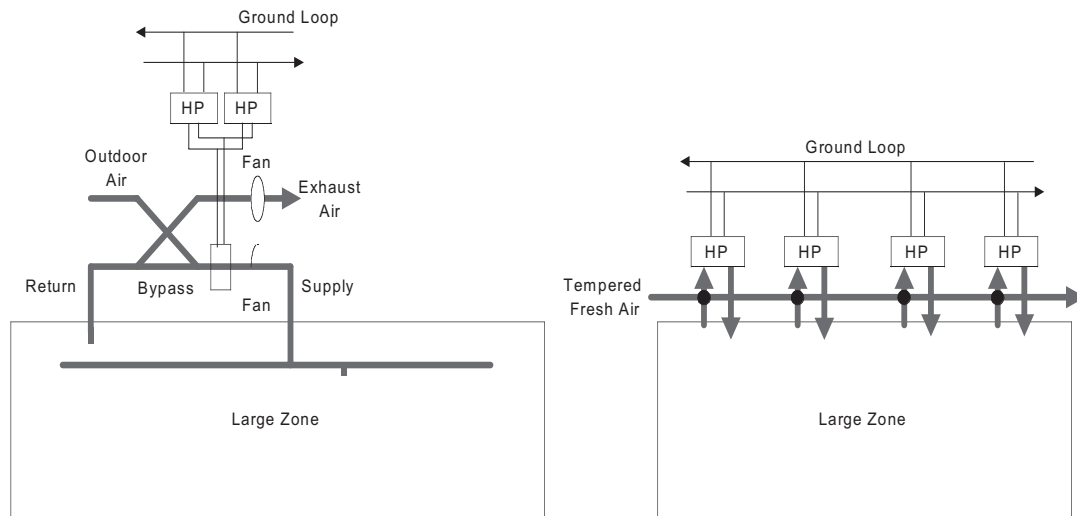 Ground Loop
HP HP
Outdoor
Air
Fan
Exhaust
Air
Return
Bypass
Supply
Fan
Large Zone
Ground Loop
HP HP HP HP
Tempered
Fresh Air
Large Zone